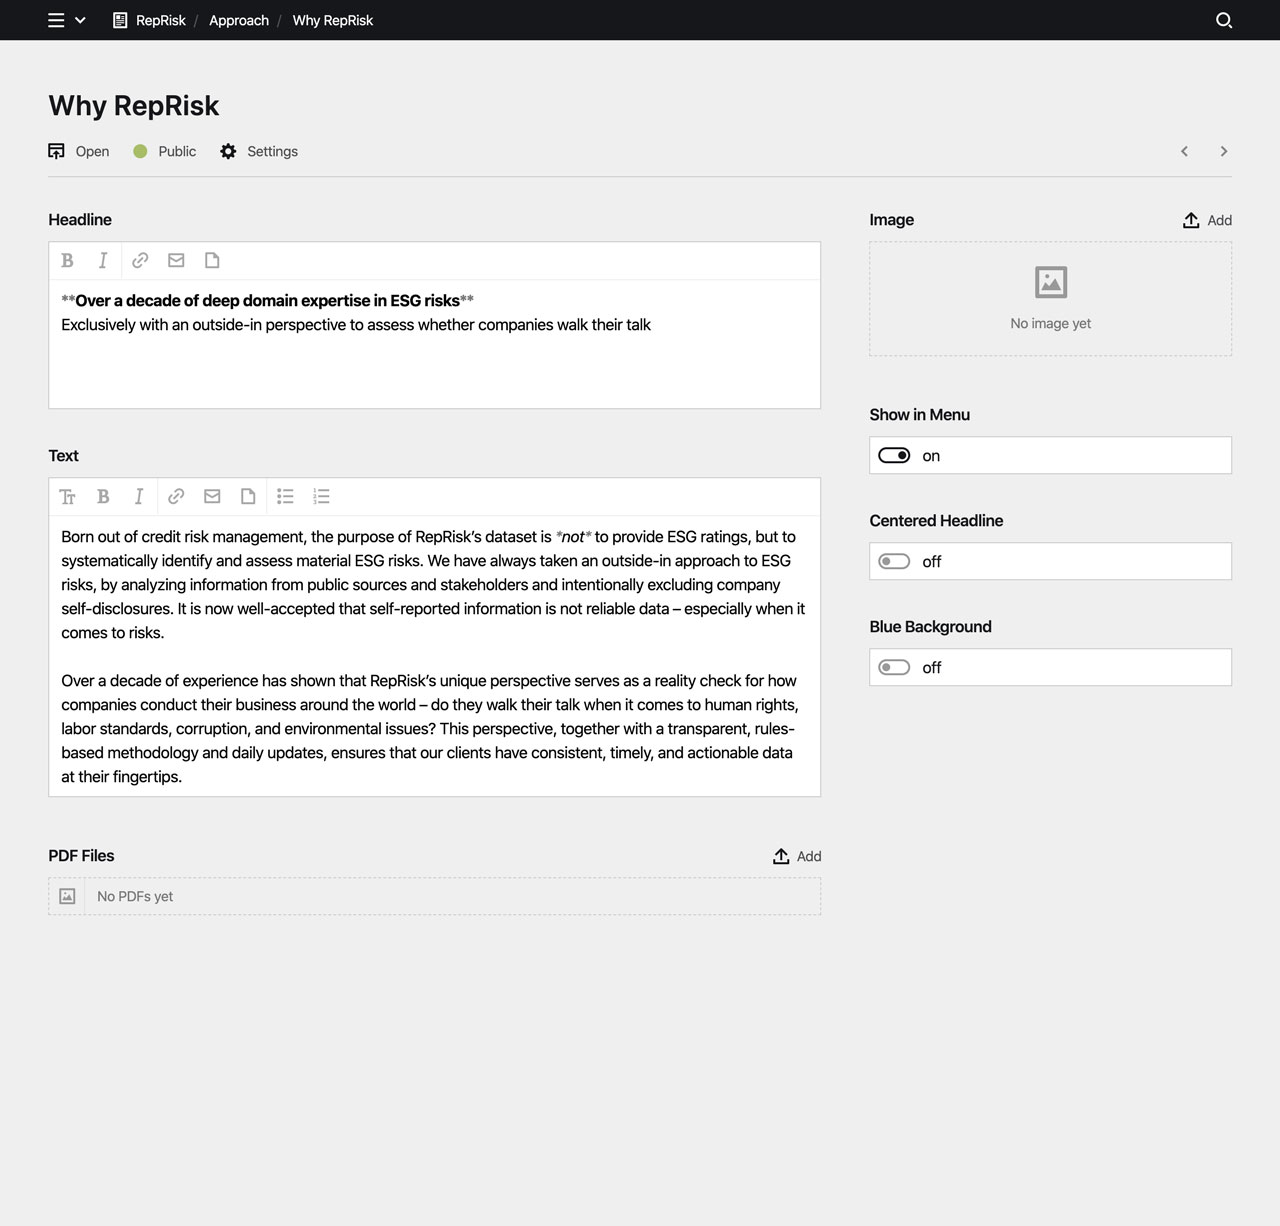 RepRisk / Approach / Why RepRisk
Why RepRisk
Open Public Settings
Headline
**Over a decade of deep domain expertise in ESG risks**
Exclusively with an outside-in perspective to assess whether companies walk their talk
Text
Born out of credit risk management, the purpose of RepRisk’s dataset is *not* to provide ESG ratings, but to
systematically identify and assess material ESG risks. We have always taken an outside-in approach to ESG
risks, by analyzing information from public sources and stakeholders and intentionally excluding company
self-disclosures. It is now well-accepted that self-reported information is not reliable data – especially when it
comes to risks.
Over a decade of experience has shown that RepRisk’s unique perspective serves as a reality check for how
companies conduct their business around the world – do they walk their talk when it comes to human rights,
labor standards, corruption, and environmental issues? This perspective, together with a transparent, rules-
based methodology and daily updates, ensures that our clients have consistent, timely, and actionable data
at their fingertips.
PDF Files Add
No PDFs yet
Image Add
No image yet
Show in Menu
on
Centered Headline
off
Blue Background
off